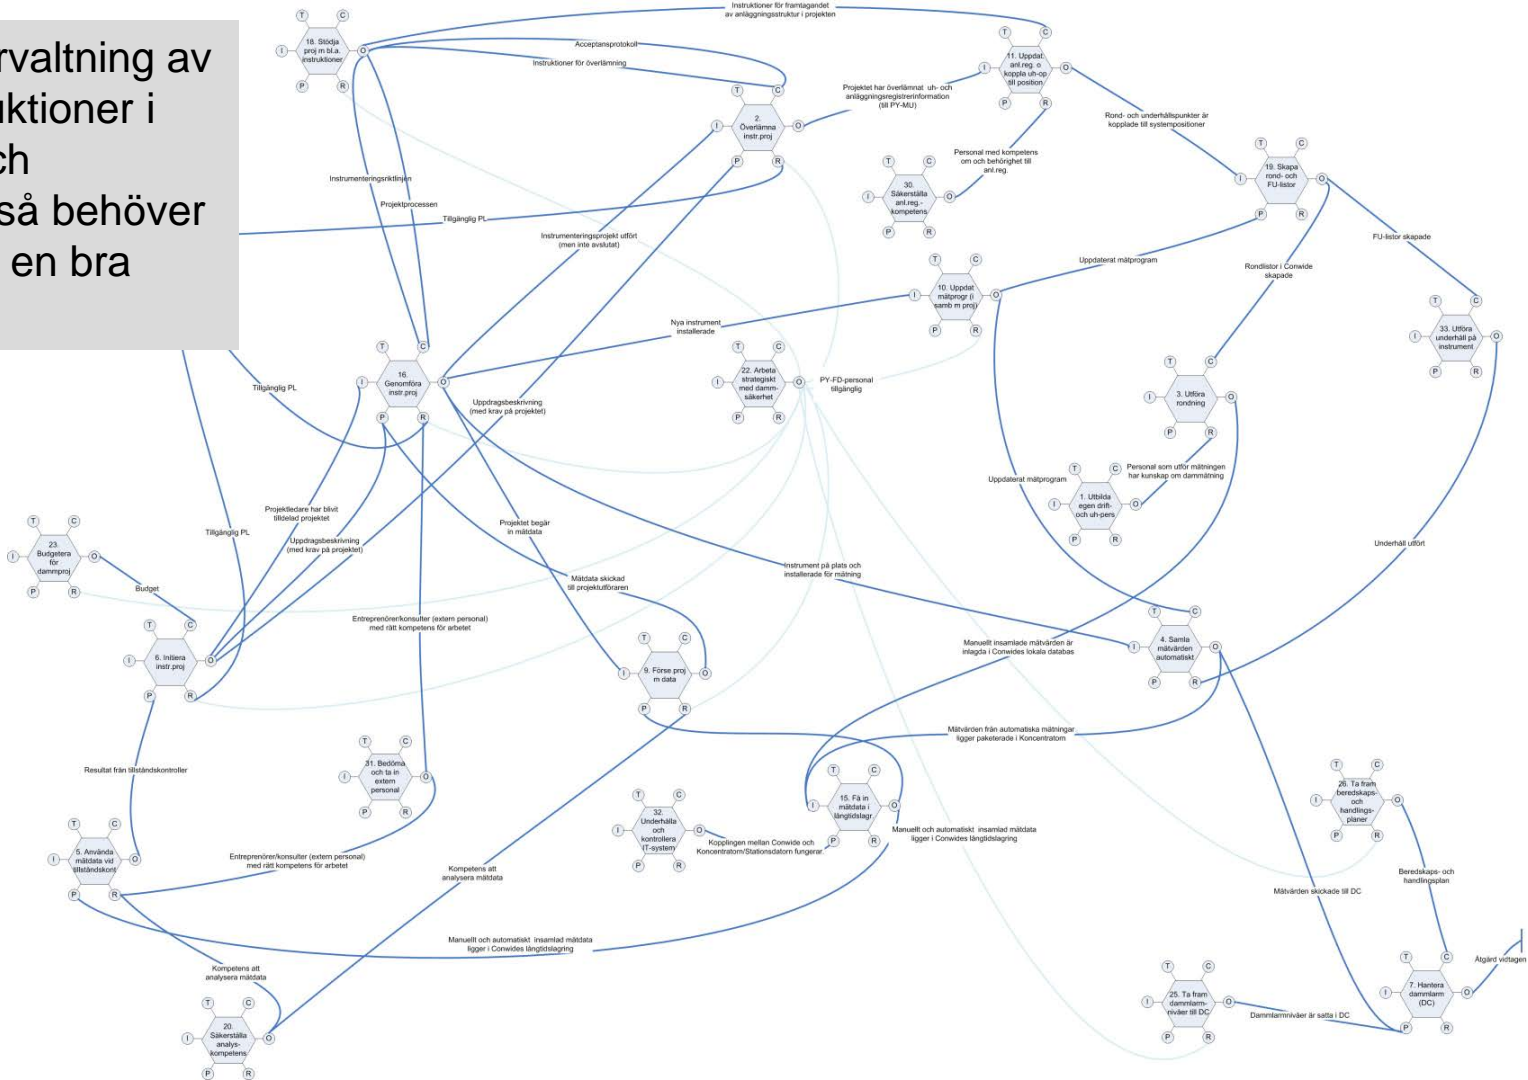 rvaltning av
uktioner i
ch
så behöver
en bra
Instruktioner för framtagandet
av anläggningsstruktur i projekten
T
C
I
18. Stödja
proj m bl.a.
instruktioner
O
P
R
Acceptansprotokoll
Instruktioner för överlämning
T
C
I
2.
Överlämna
instr.proj
O
P
R
Projektet har överlämnat uh- och
anläggningsregistrerinformation
(till PY-MU)
T
C
I
11. Uppdat.
anl.reg. o
koppla uh-op
till position
O
P
R
Rond- och underhållspunkter är
kopplade till systempositioner
Personal med kompetens
om och behörighet till
anl.reg.
T
C
I
30.
Säkerställa
anl.reg.-
kompetens
O
P
R
T
C
I
19. Skapa
rond- och
FU-listor
O
P
R
Instrumenteringsriktlinjen
Projektprocessen
Tillgänglig PL
Instrumenteringsprojekt utfört
(men inte avslutat)
Uppdaterat mätprogram
FU-listor skapade
Rondlistor i Conwide
skapade
T
C
I
10. Uppdat
mätprogr (i
samb m proj)
O
P
R
Nya instrument
installerade
T
C
I
33. Utföra
underhåll på
instrument
O
P
R
T
C
I
16.
Genomföra
instr.proj
O
P
R
T
C
I
22. Arbeta
strategiskt
med damm-
säkerhet
O
P
R
PY-FD-personal
tillgänglig
Tillgänglig PL
Uppdragsbeskrivning
(med krav på projektet)
T
C
I
3. Utföra
rondning
O
P
R
Personal som utför mätningen
har kunskap om dammätning
Uppdaterat mätprogram
T
C
I
1. Utbilda
egen drift-
och uh-pers
O
P
R
Projektledare har blivit
tilldelad projektet
Tillgänglig PL
Uppdragsbeskrivning
(med krav på projektet)
Projektet begär
in mätdata
Underhåll utfört
T
C
I
23.
Budgetera
för
dammproj
O
P
R
Budget
Mätdata skickad
till projektutföraren
Instrument på plats och
installerade för mätning
Entreprenörer/konsulter (extern personal)
med rätt kompetens för arbetet
T
C
I
6. Initiera
instr.proj
O
P
R
T
C
I
9. Förse proj
m data
O
P
R
Manuellt insamlade mätvärden är
inlagda i Conwides lokala databas
T
C
I
4. Samla
mätvärden
automatiskt
O
P
R
Mätvärden från automatiska mätningar
ligger paketerade i Koncentratorn
Resultat från tillståndskontroller
T
C
I
31. Bedöma
och ta in
extern
personal
O
P
R
T
C
I
32.
Underhålla
och
kontrollera
IT-system
O
P
R
Kopplingen mellan Conwide och
Koncentratorn/Stationsdatorn fungerar.
T
C
I
15. Få in
mätdata i
långtidslagr.
O
P
R
Manuellt och automatiskt insamlad mätdata
ligger i Conwides långtidslagring
T
C
I
26. Ta fram
beredskaps-
och
handlings-
planer
O
P
R
T
C
I
5. Använda
mätdata vid
tillståndskont
O
P
R
Entreprenörer/konsulter (extern personal)
med rätt kompetens för arbetet
Kompetens att
analysera mätdata
Mätvärden skickade till DC
Beredskaps- och
handlingsplan
Manuellt och automatiskt insamlad mätdata
ligger i Conwides långtidslagring
Kompetens att
analysera mätdata
Åtgärd vidtagen
T
C
I
20.
Säkerställa
analys-
kompetens
O
P
R
T
C
I
25. Ta fram
dammlarm-
nivåer till DC
O
P
R
Dammlarmnivåer är satta i DC
T
C
I
7. Hantera
dammlarm
(DC)
O
P
R